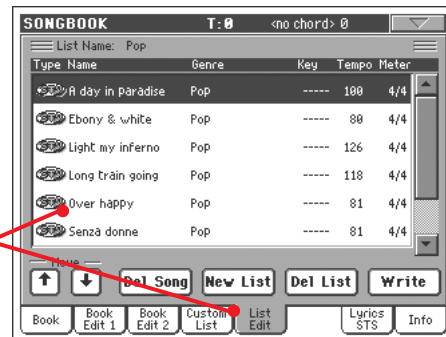 SONGBOOK T:0 <no chord> 0
List Name: Pop
Type Name Genre Key Tempo Meter
A day in paradise Pop ----- 100 4/4
Ebony & white Pop ----- 80 4/4
Light my inferno Pop ----- 126 4/4
Long train going Pop ----- 118 4/4
Over happy Pop ----- 81 4/4
Senza donne Pop ----- 81 4/4
Move
Del Song New List Del List Write
Book Book Edit 1 Book Edit 2 Custom List List Edit Lyrics STS Info